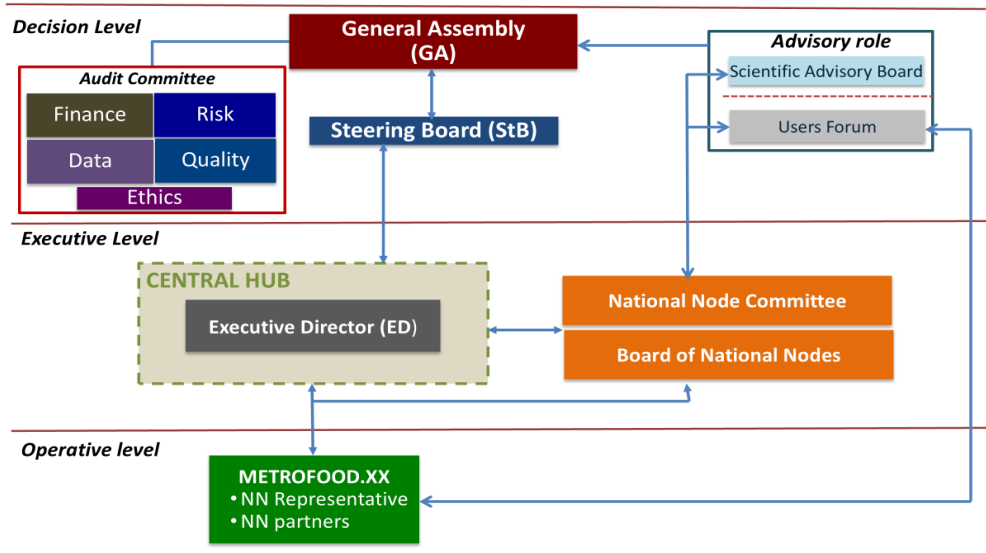 Decision Level
General Assembly
(GA)
Advisory role
Scientific Advisory Board
Users Forum
Audit Committee
Finance
Risk
Data
Quality
Ethics
Steering Board (StB)
Executive Level
CENTRAL HUB
Executive Director (ED)
National Node Committee
Board of National Nodes
Operative level
METROFOOD.XX
• NN Representative
• NN partners